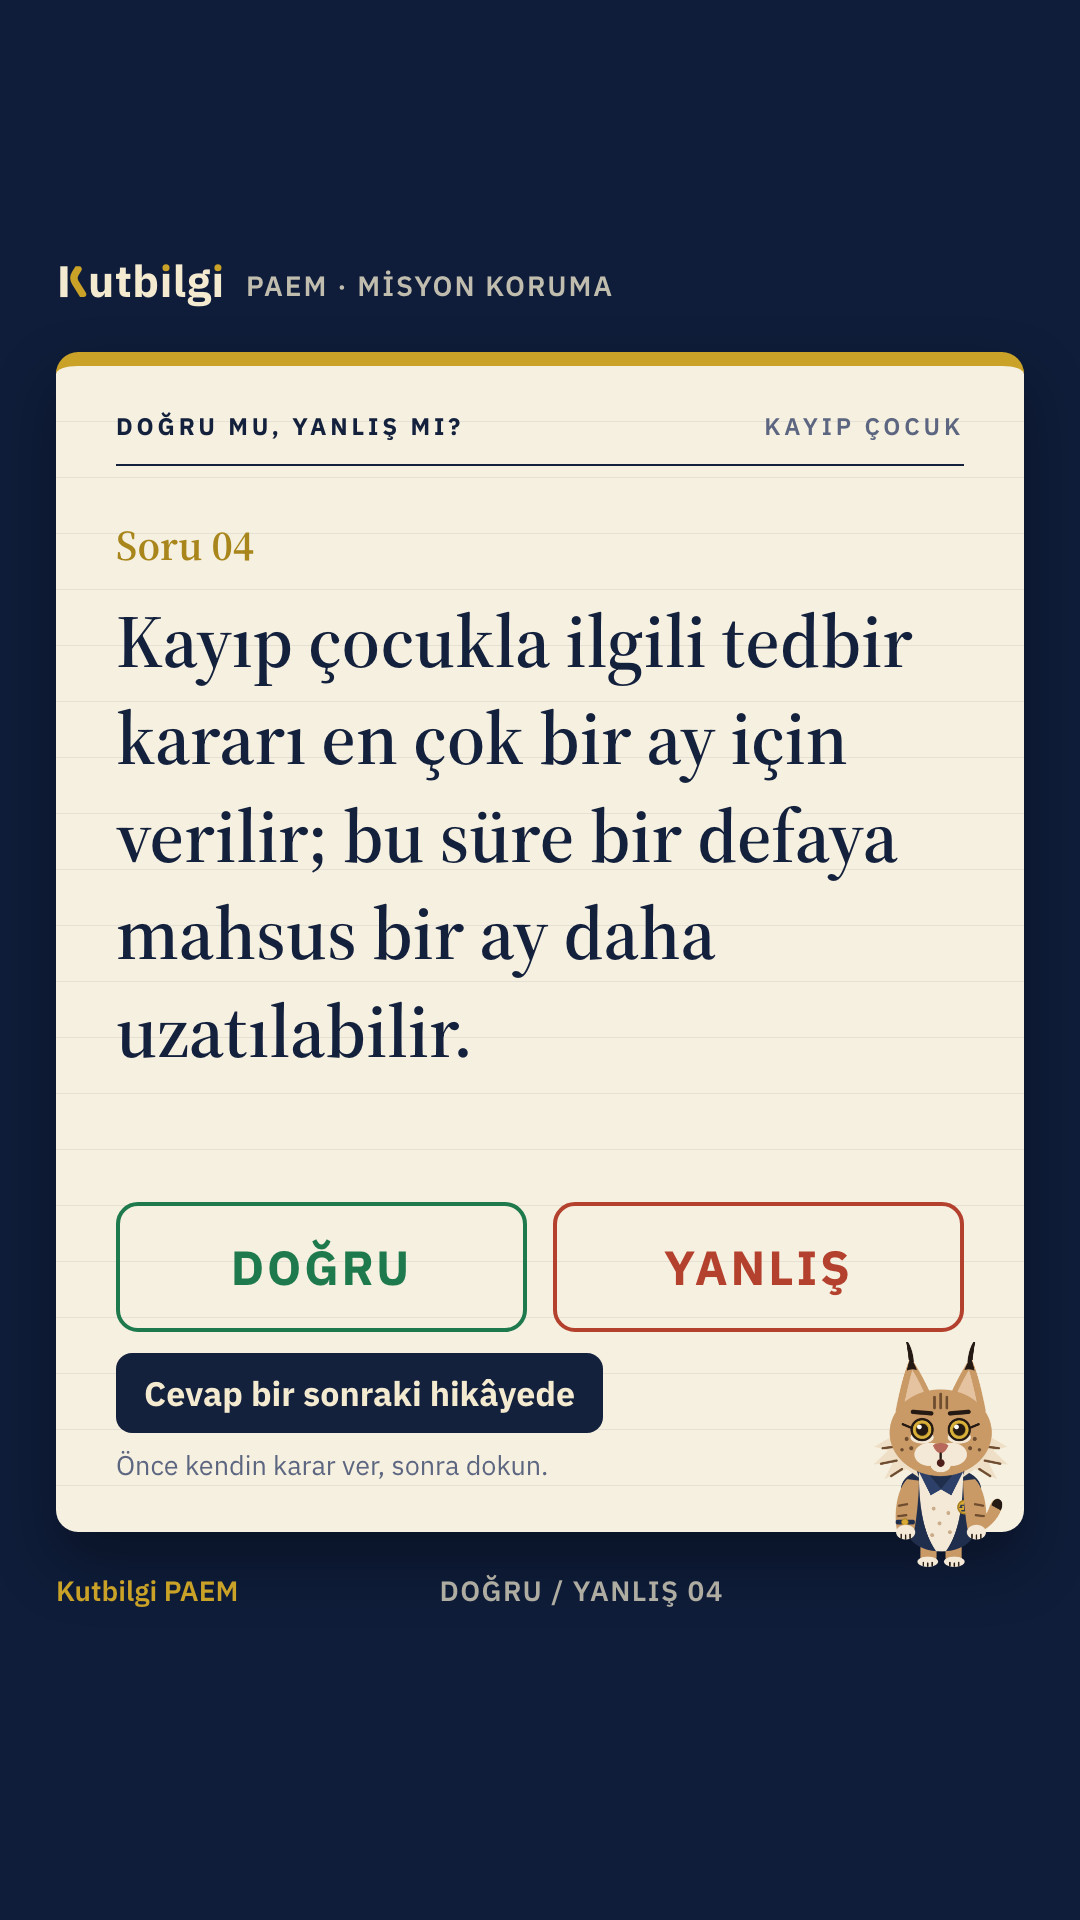 Kutbilgi PAEM · MİSYON KORUMA
DOĞRU MU, YANLIŞ MI? KAYIP ÇOCUK
Soru 04
Kayıp çocukla ilgili tedbir
kararı en çok bir ay için
verilir; bu süre bir defaya
mahsus bir ay daha
uzatılabilir.
DOĞRU YANLIŞ
Cevap bir sonraki hikâyede
Önce kendin karar ver, sonra dokun.
Kutbilgi PAEM DOĞRU / YANLIŞ 04